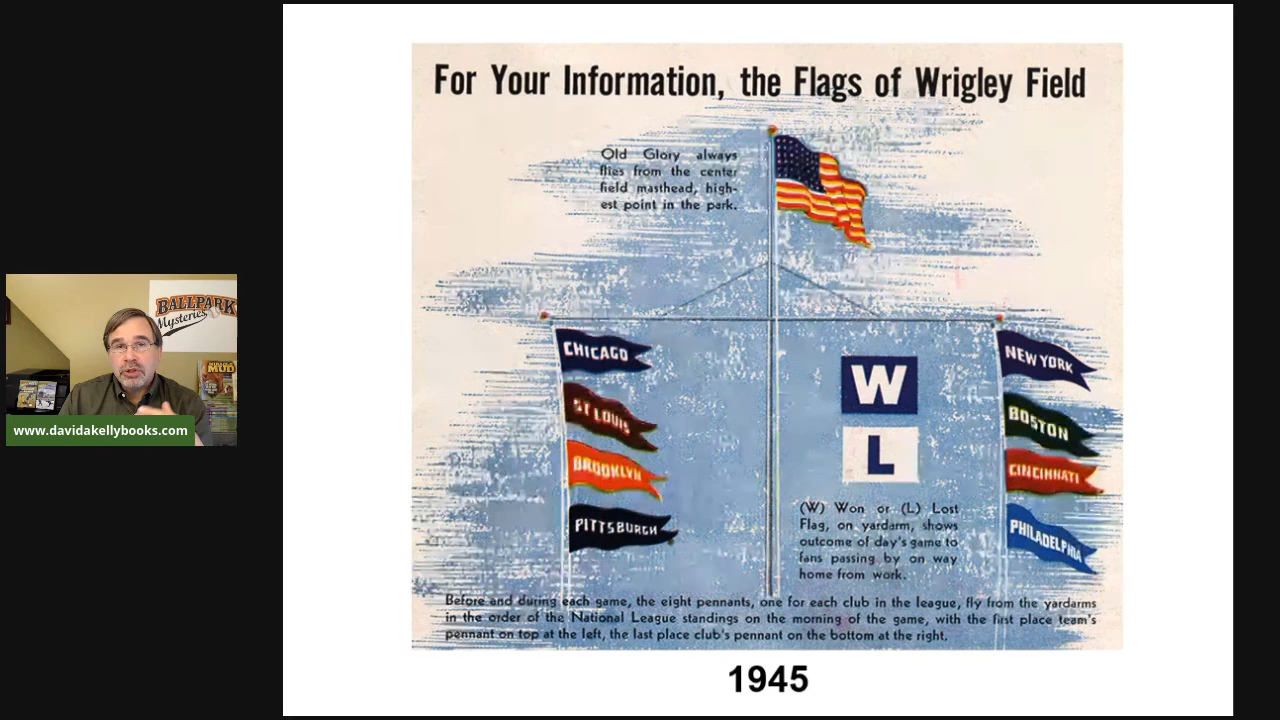 For Your Information, the Flags of Wrigley Field
Old Glory always
flies from the center
field masthead, high-
est point in the park.
CHICAGO
ST LOUIS
BROOKLYN
PITTSBURGH
NEW YORK
BOSTON
CINCINNATI
PHILADELPHIA
W
L
(W) Won or (L) Lost
Flag, on yardarm, shows
outcome of day's game to
fans passing by on way
home from work.
Before and during each game, the eight pennants, one for each club in the league, fly from the yardarms
in the order of the National League standings on the morning of the game, with the first place team's
pennant on top at the left, the last place club's pennant on the bottom at the right.
1945
BALLPARK
Mysteries
MUD
www.davidakellybooks.com